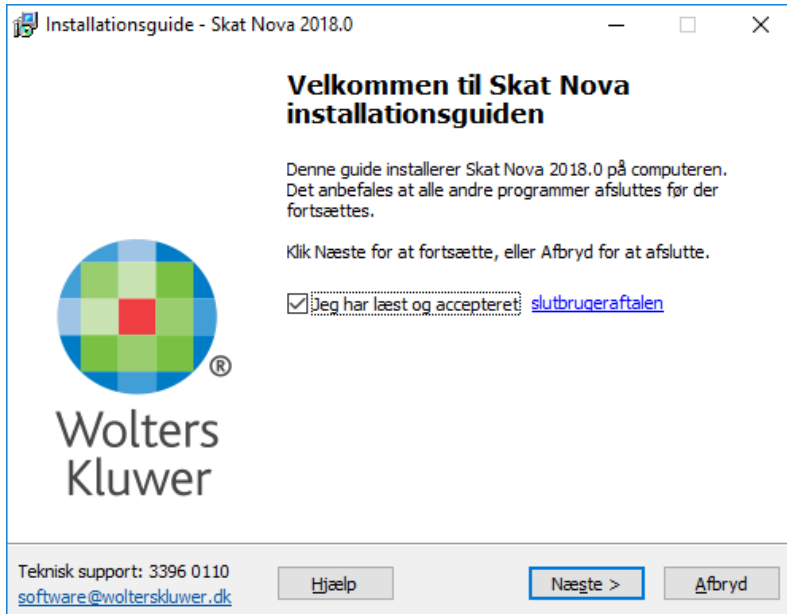 Installationsguide - Skat Nova 2018.0
Velkommen til Skat Nova
installationsguiden
Denne guide installerer Skat Nova 2018.0 på computeren.
Det anbefales at alle andre programmer afsluttes før der
fortsættes.
Klik Næste for at fortsætte, eller Afbryd for at afslutte.
Jeg har læst og accepteret slutbrugeraftalen
®
Wolters
Kluwer
Teknisk support: 3396 0110
software@wolterskluwer.dk
Hjælp
Næste >
Afbryd